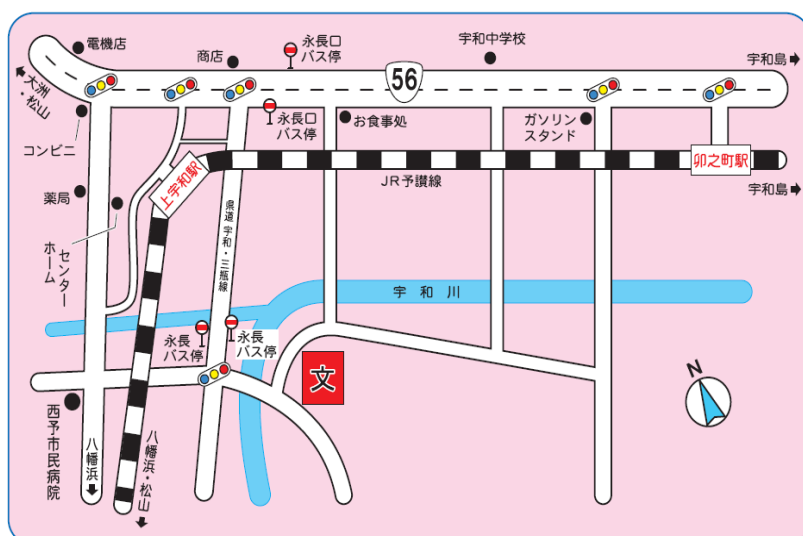 電機店
商店
永長口
バス停
宇和中学校
宇和島
大洲・松山
56
コンビニ
永長口
バス停
お食事処
ガソリン
スタンド
卯之町駅
上宇和駅
JR予讃線
宇和島
薬局
ホーム
センター
県道 宇和・三瓶線
宇和川
永長
バス停
永長
バス停
文
N
西予市民病院
八幡浜
八幡浜・松山